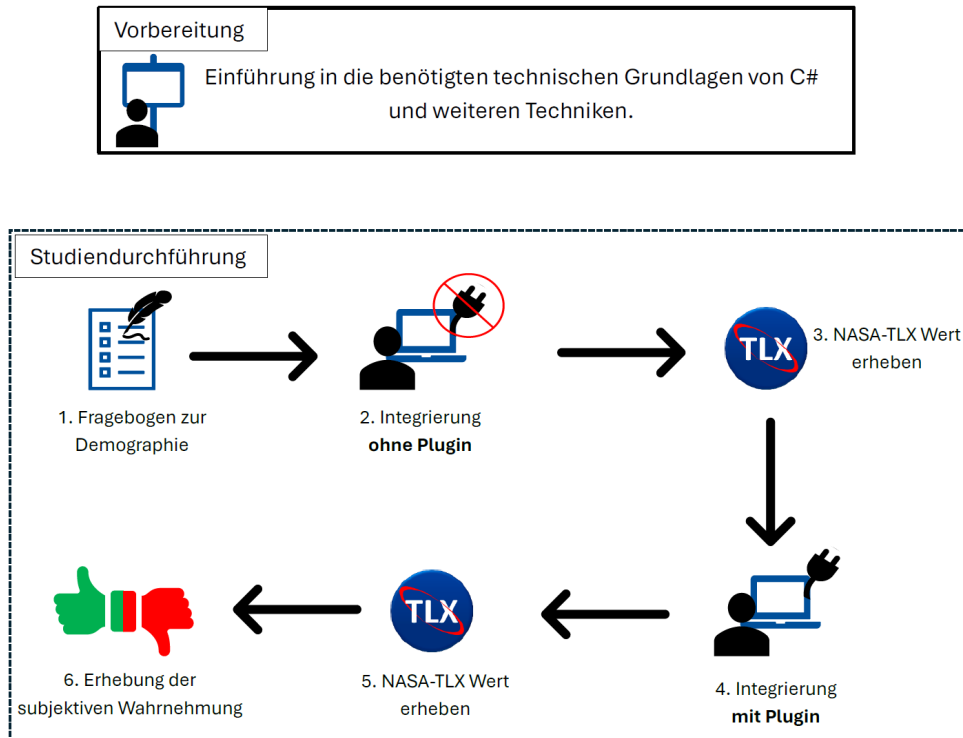 Vorbereitung
Einführung in die benötigten technischen Grundlagen von C#
und weiteren Techniken.
Studiendurchführung
1. Fragebogen zur
Demographie
2. Integrierung
ohne Plugin
TLX
3. NASA-TLX Wert
erheben
4. Integrierung
mit Plugin
TLX
5. NASA-TLX Wert
erheben
6. Erhebung der
subjektiven Wahrnehmung